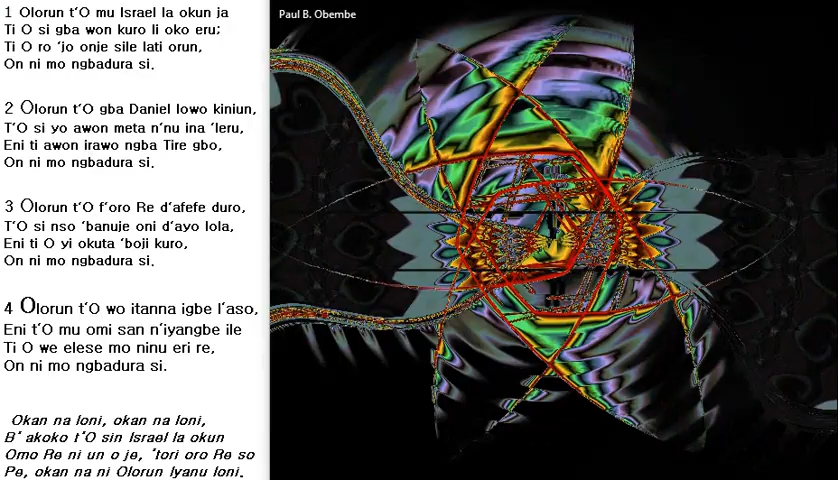 1 Olorun t'O mu Israel la okun ja
Ti O si gba won kuro li oko eru;
Ti O ro 'jo onje sile lati orun,
On ni mo ngbadura si.
2 Olorun t'O gba Daniel lowo kiniun,
T'O si yo awon meta n'nu ina 'leru,
Eni ti awon irawo ngba Tire gbo,
On ni mo ngbadura si.
3 Olorun t'O f'oro Re d'afefe duro,
T'O si nso 'banuje oni d'ayo lola,
Eni ti O yi okuta 'boji kuro,
On ni mo ngbadura si.
4 Olorun t'O wo itanna igbe l'aso,
Eni t'O mu omi san n'iyangbe ile
Ti O we elese mo ninu eri re,
On ni mo ngbadura si.
Okan na loni, okan na loni,
B' akoko t'O sin Israel la okun
Omo Re ni un o je, 'tori oro Re so
Pe, okan na ni Olorun Iyanu loni.
Paul B. Obembe